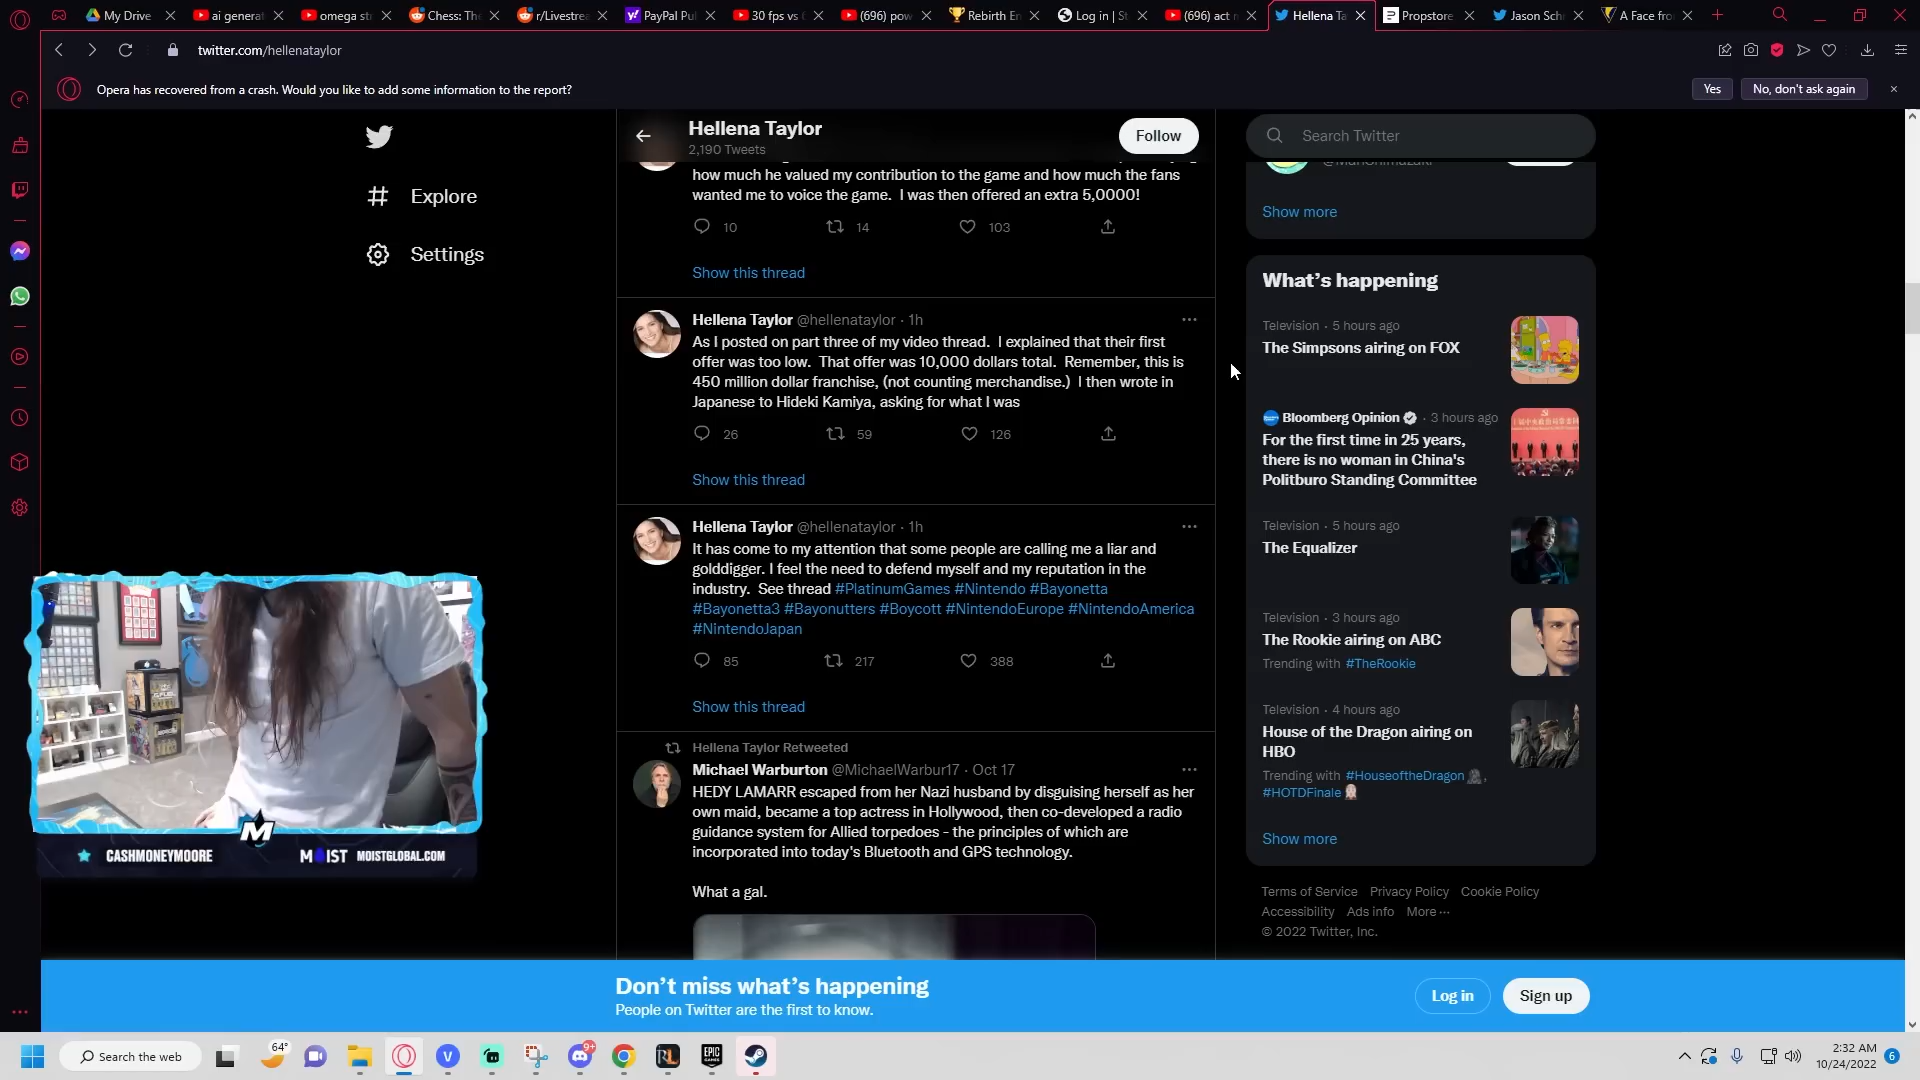 My Drive
ai generat
omega str
Chess: The
r/Livestrea
PayPal Pul
30 fps vs
(696) pow
Rebirth En
Log in | St
(696) act n
Hellena Ta
Propstore
Jason Schr
A Face fro
twitter.com/hellenataylor
Opera has recovered from a crash. Would you like to add some information to the report?
Yes
No, don't ask again
Explore
Settings
Hellena Taylor
2,190 Tweets
Follow
how much he valued my contribution to the game and how much the fans
wanted me to voice the game. I was then offered an extra 5,0000!
10
14
103
Show this thread
Hellena Taylor @hellenataylor · 1h
As I posted on part three of my video thread. I explained that their first
offer was too low. That offer was 10,000 dollars total. Remember, this is
450 million dollar franchise, (not counting merchandise.) I then wrote in
Japanese to Hideki Kamiya, asking for what I was
26
59
126
Show this thread
Hellena Taylor @hellenataylor · 1h
It has come to my attention that some people are calling me a liar and
golddigger. I feel the need to defend myself and my reputation in the
industry. See thread #PlatinumGames #Nintendo #Bayonetta
#Bayonetta3 #Bayonutters #Boycott #NintendoEurope #NintendoAmerica
#NintendoJapan
85
217
388
Show this thread
Hellena Taylor Retweeted
Michael Warburton @MichaelWarbur17 · Oct 17
HEDY LAMARR escaped from her Nazi husband by disguising herself as her
own maid, became a top actress in Hollywood, then co-developed a radio
guidance system for Allied torpedoes - the principles of which are
incorporated into today's Bluetooth and GPS technology.
What a gal.
Search Twitter
Show more
What's happening
Television · 5 hours ago
The Simpsons airing on FOX
Bloomberg Opinion · 3 hours ago
For the first time in 25 years,
there is no woman in China's
Politburo Standing Committee
Television · 5 hours ago
The Equalizer
Television · 3 hours ago
The Rookie airing on ABC
Trending with #TheRookie
Television · 4 hours ago
House of the Dragon airing on
HBO
Trending with #HouseoftheDragon,
#HOTDFinale
Show more
Terms of Service Privacy Policy Cookie Policy
Accessibility Ads info More ···
© 2022 Twitter, Inc.
M
CASHMONEYMOORE
MOIST MOISTGLOBAL.COM
Don't miss what's happening
People on Twitter are the first to know.
Log in
Sign up
Search the web
64°
9+
EPIC GAMES
2:32 AM
10/24/2022
6